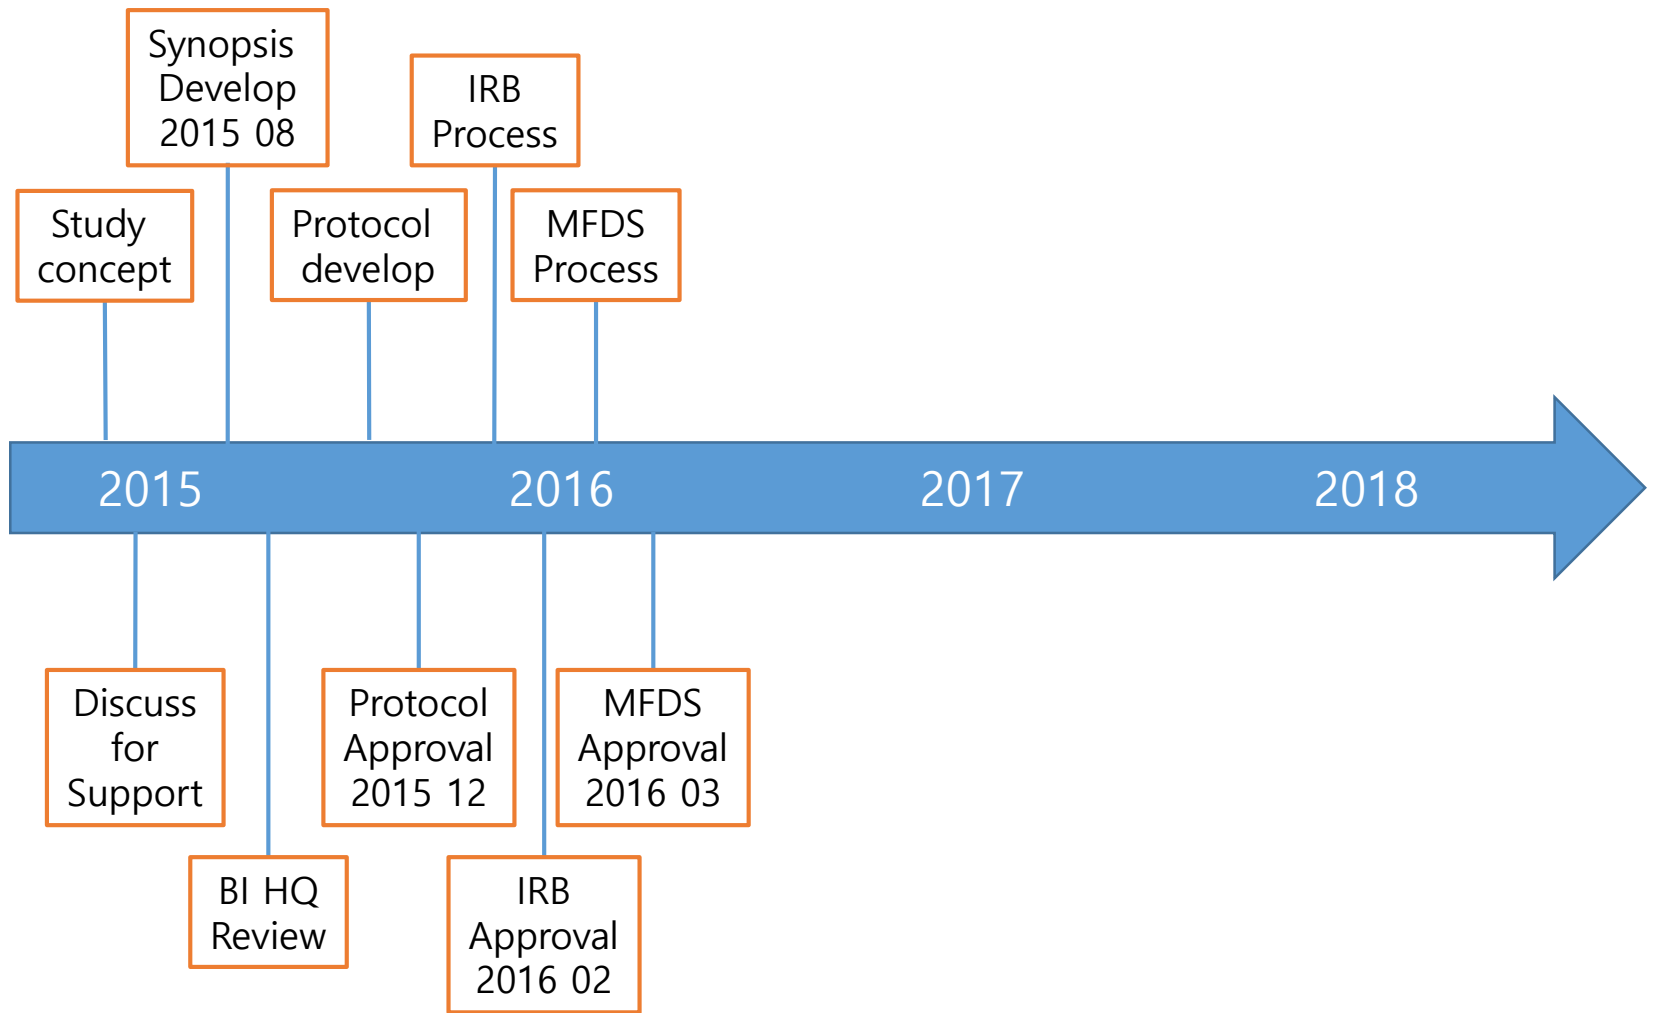 Synopsis
Develop
2015 08
IRB
Process
Study
concept
Protocol
develop
MFDS
Process
2015
2016
2017
2018
Discuss
for
Support
Protocol
Approval
2015 12
MFDS
Approval
2016 03
BI HQ
Review
IRB
Approval
2016 02